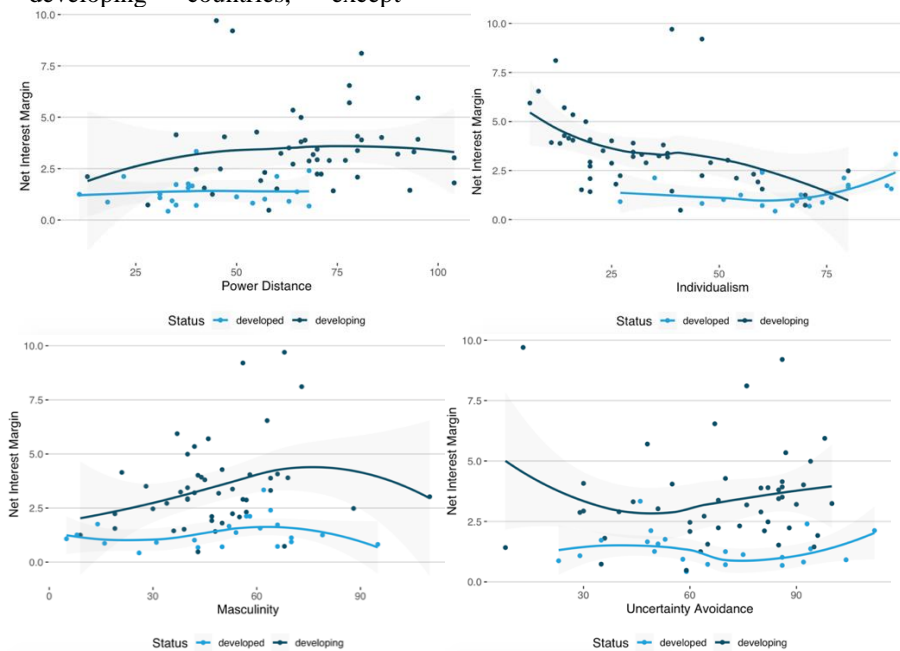 developing countries, except
10.0
7.5
5.0
2.5
0.0
Net Interest Margin
25 50 75 100
Power Distance
Status developed developing
10.0
7.5
5.0
2.5
0.0
Net Interest Margin
25 50 75
Individualism
Status developed developing
10.0
7.5
5.0
2.5
0.0
Net Interest Margin
0 30 60 90
Masculinity
Status developed developing
10.0
7.5
5.0
2.5
0.0
Net Interest Margin
30 60 90
Uncertainty Avoidance
Status developed developing